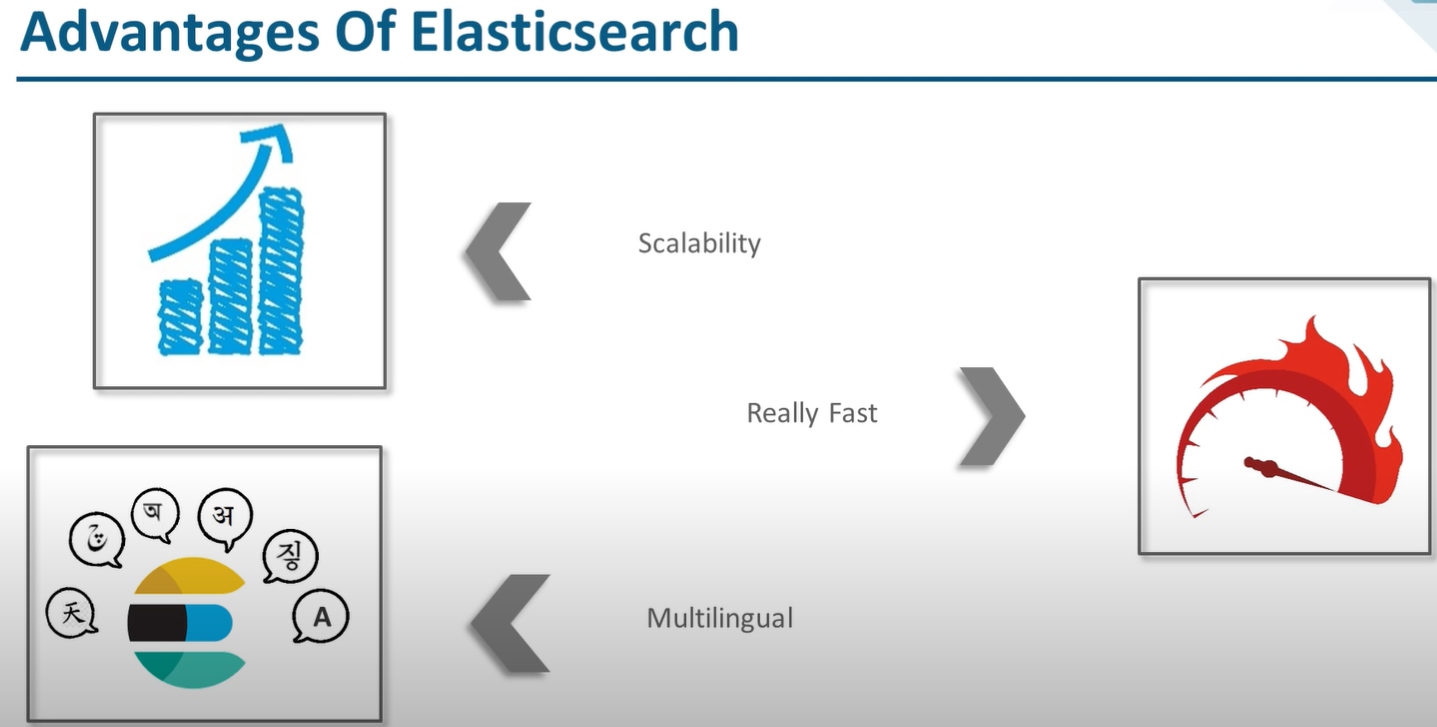 Advantages Of Elasticsearch
Scalability
Really Fast
چ
অ
अ
징
天
A
Multilingual